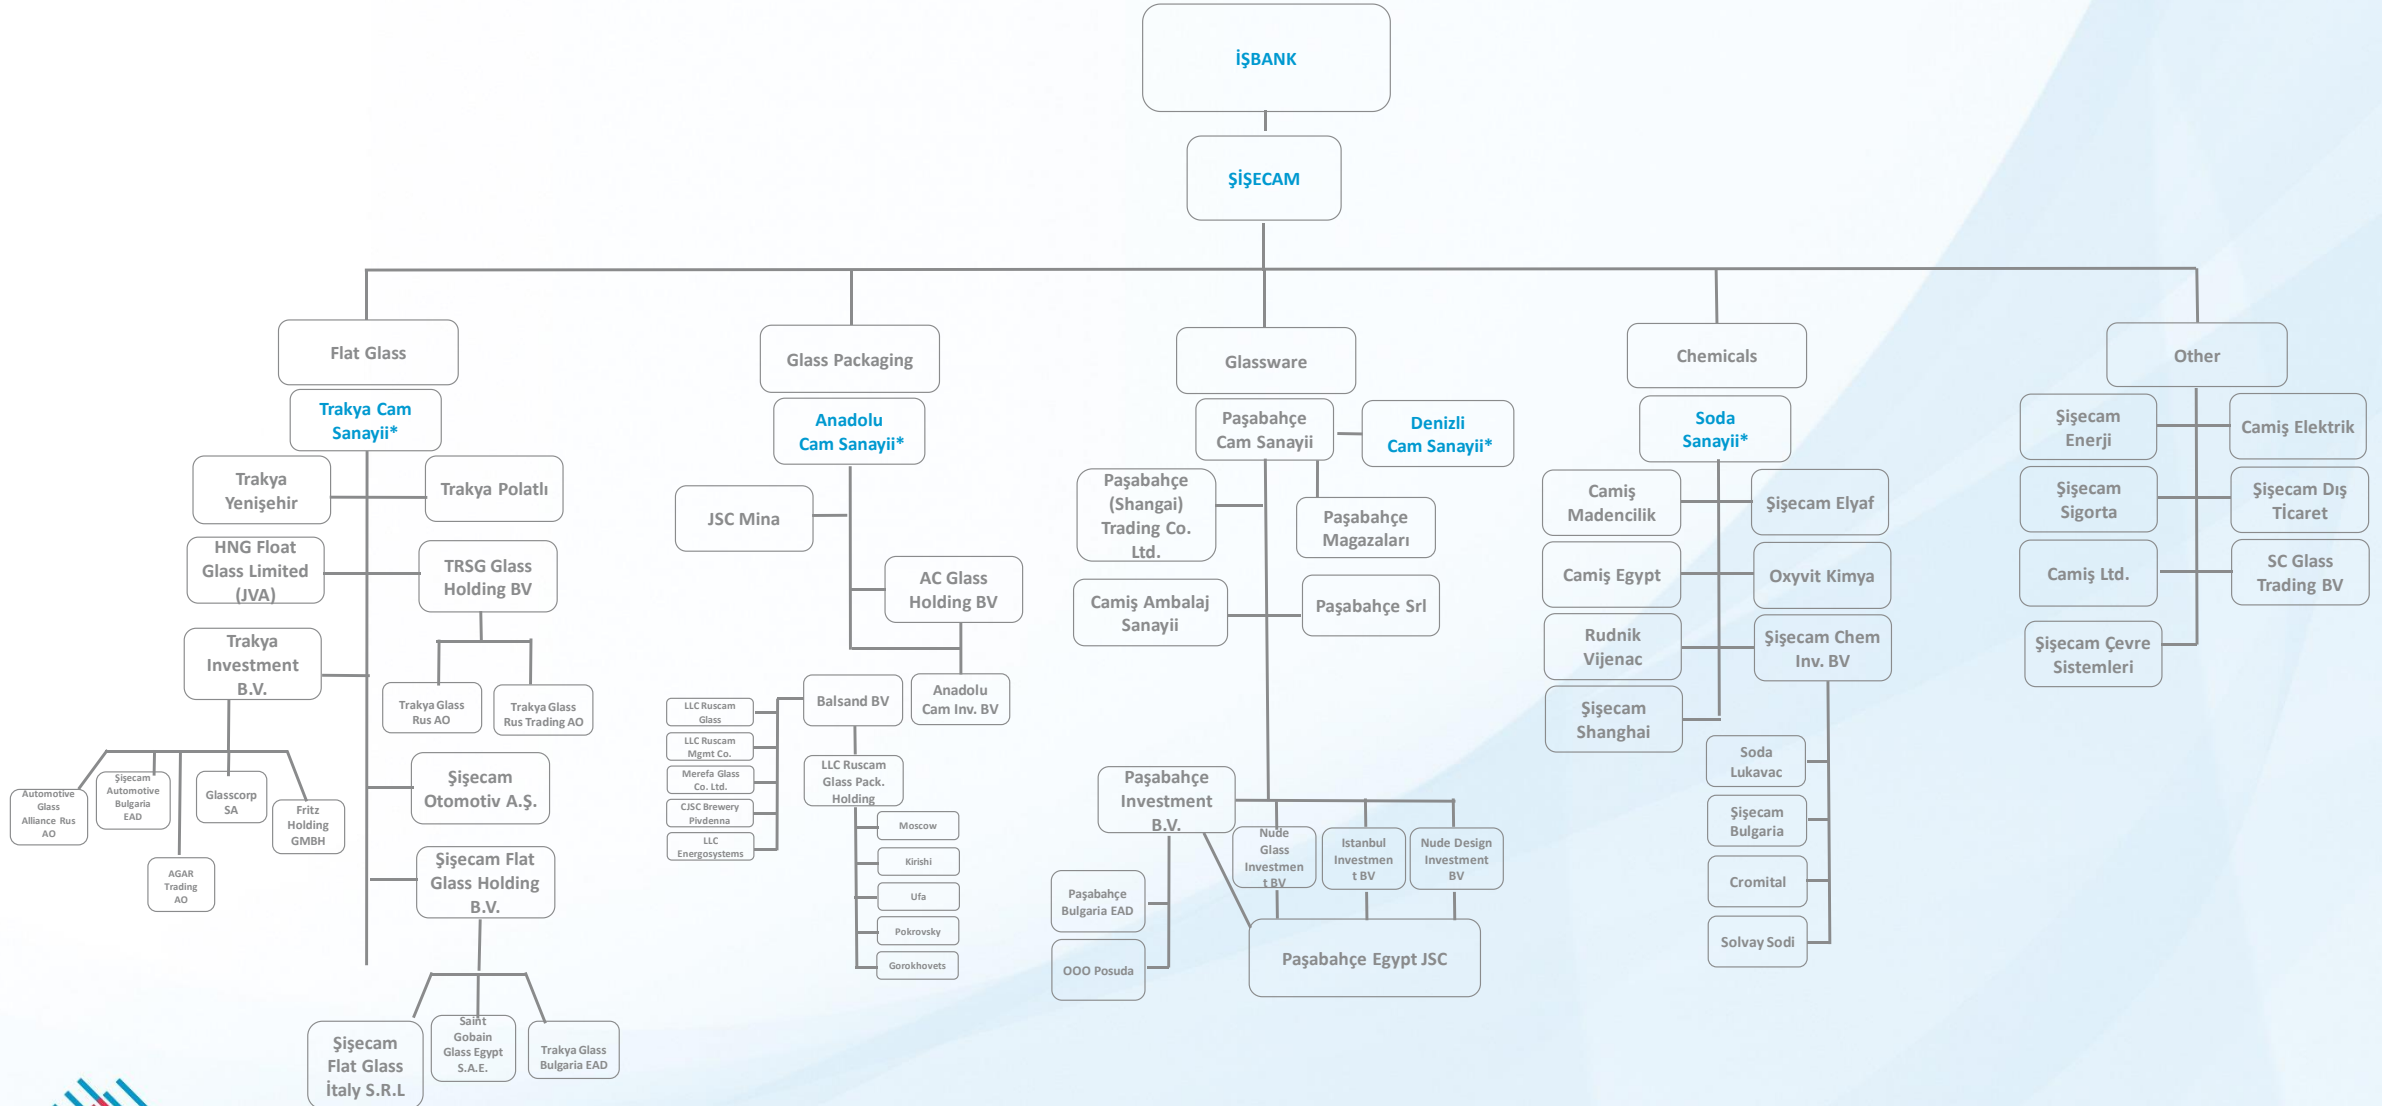 İŞBANK
ŞİŞECAM
Flat Glass
Trakya Cam
Sanayii*
Trakya
Yenişehir
Trakya Polatlı
HNG Float
Glass Limited
(JVA)
TRSG Glass
Holding BV
Trakya
Investment
B.V.
Trakya Glass
Rus AO
Trakya Glass
Rus Trading AO
Automotive
Glass
Alliance Rus
AO
Şişecam
Automotive
Bulgaria
EAD
AGAR
Trading
AO
Glasscorp
SA
Fritz
Holding
GMBH
Şişecam
Otomotiv A.Ş.
Şişecam Flat
Glass Holding
B.V.
Şişecam
Flat Glass
İtaly S.R.L
Saint
Gobain
Glass Egypt
S.A.E.
Trakya Glass
Bulgaria EAD
Glass Packaging
Anadolu
Cam Sanayii*
JSC Mina
AC Glass
Holding BV
Anadolu
Cam Inv. BV
Balsand BV
LLC Ruscam
Glass
LLC Ruscam
Mgmt Co.
Merefa Glass
Co. Ltd.
CJSC Brewery
Pivdenna
LLC
Energosystems
LLC Ruscam
Glass Pack.
Holding
Moscow
Kirishi
Ufa
Pokrovsky
Gorokhovets
Glassware
Paşabahçe
Cam Sanayii
Denizli
Cam Sanayii*
Paşabahçe
(Shangai)
Trading Co.
Ltd.
Paşabahçe
Magazaları
Camiş Ambalaj
Sanayii
Paşabahçe Srl
Paşabahçe
Investment
B.V.
Nude
Glass
Investmen
t BV
Istanbul
Investmen
t BV
Nude Design
Investment
BV
Paşabahçe
Bulgaria EAD
OOO Posuda
Paşabahçe Egypt JSC
Chemicals
Soda
Sanayii*
Camiş
Madencilik
Şişecam Elyaf
Camiş Egypt
Oxyvit Kimya
Rudnik
Vijenac
Şişecam Chem
Inv. BV
Şişecam
Shanghai
Soda
Lukavac
Şişecam
Bulgaria
Cromital
Solvay Sodi
Other
Şişecam
Enerji
Camiş Elektrik
Şişecam
Sigorta
Şişecam Dış
Tİcaret
Camiş Ltd.
SC Glass
Trading BV
Şişecam Çevre
Sistemleri